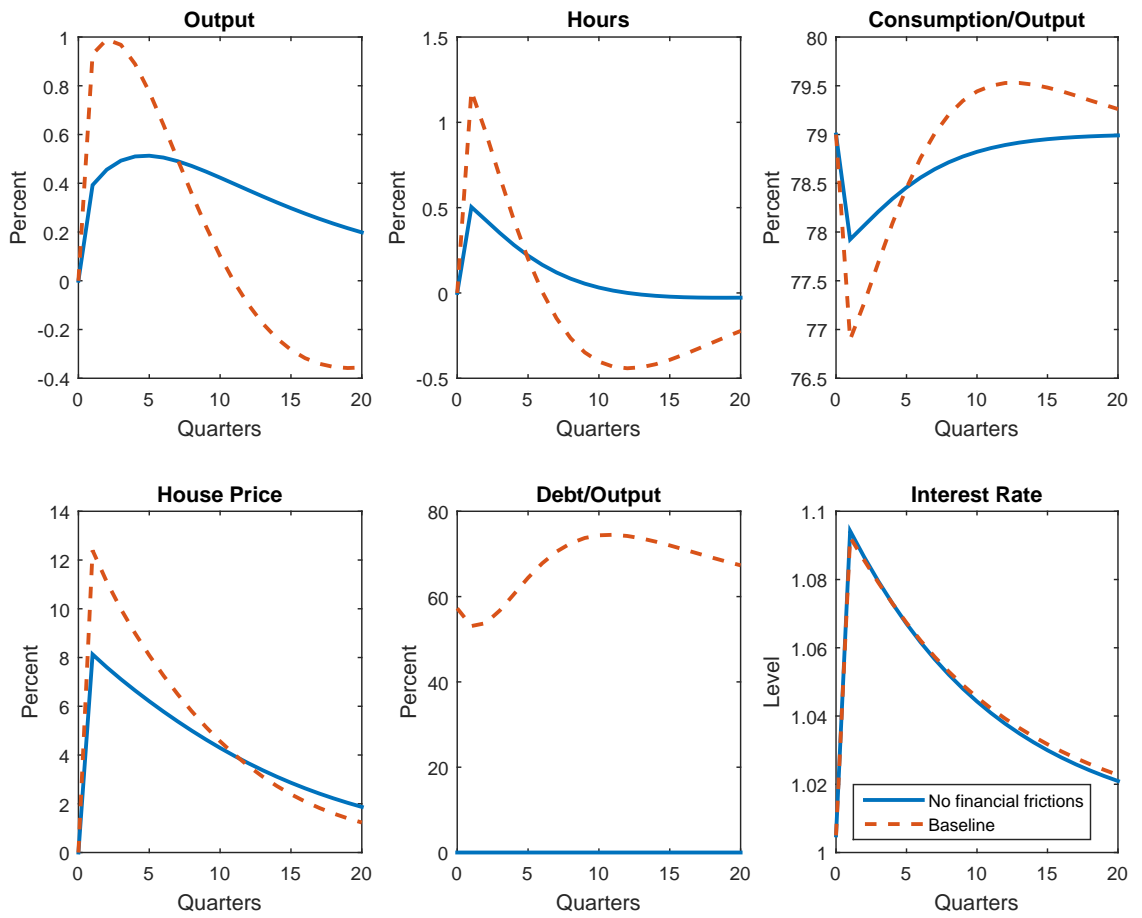 Output
Percent
1
0.8
0.6
0.4
0.2
0
-0.2
-0.4
0 5 10 15 20
Quarters
Hours
Percent
1.5
1
0.5
0
-0.5
0 5 10 15 20
Quarters
Consumption/Output
Percent
80
79.5
79
78.5
78
77.5
77
76.5
0 5 10 15 20
Quarters
House Price
Percent
14
12
10
8
6
4
2
0
0 5 10 15 20
Quarters
Debt/Output
Percent
80
60
40
20
0
0 5 10 15 20
Quarters
Interest Rate
Level
1.1
1.08
1.06
1.04
1.02
1
No financial frictions
Baseline
0 5 10 15 20
Quarters